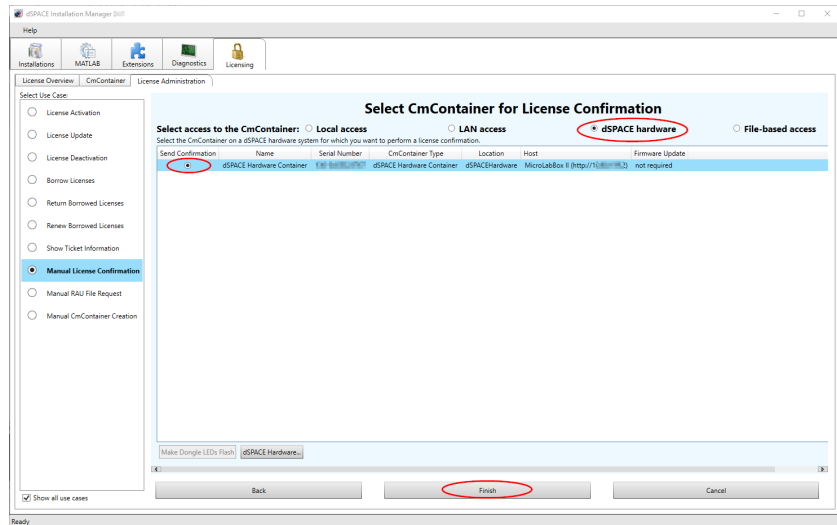 dSPACE Installation Manager
Help
Installations
MATLAB
Extensions
Diagnostics
Licensing
License Overview
CmContainer
License Administration
Select Use Case:
License Activation
License Update
License Deactivation
Borrow Licenses
Return Borrowed Licenses
Renew Borrowed Licenses
Show Ticket Information
Manual License Confirmation
Manual RAU File Request
Manual CmContainer Creation
Show all use cases
Select CmContainer for License Confirmation
Select access to the CmContainer: Local access LAN access dSPACE hardware File-based access
Select the CmContainer on a dSPACE hardware system for which you want to perform a license confirmation.
Send Confirmation Name Serial Number CmContainer Type Location Host Firmware Update
dSPACE Hardware Container dSPACE Hardware Container dSPACEHardware MicroLabBox II (http://1 2) not required
Make Dongle LEDs Flash dSPACE Hardware...
Back Finish Cancel
Ready